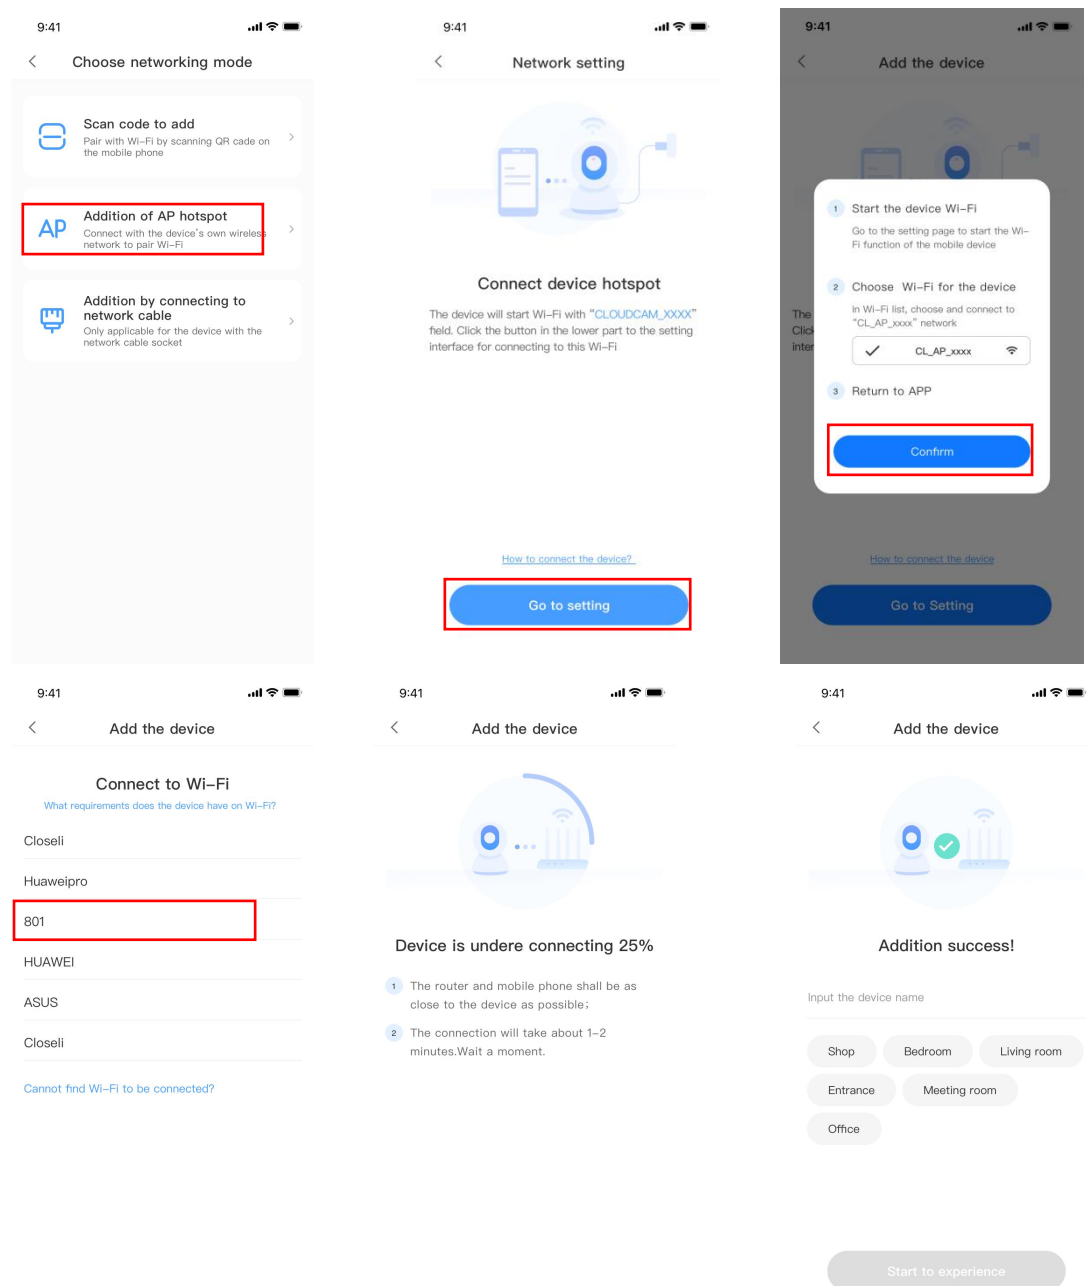 9:41
Choose networking mode
Scan code to add
Pair with Wi-Fi by scanning QR cade on
the mobile phone
AP
Addition of AP hotspot
Connect with the device's own wireless
network to pair Wi-Fi
Addition by connecting to
network cable
Only applicable for the device with the
network cable socket
9:41
Network setting
Connect device hotspot
The device will start Wi-Fi with “CLOUDCAM_XXXX”
field. Click the button in the lower part to the setting
interface for connecting to this Wi-Fi
How to connect the device?
Go to setting
9:41
Add the device
The
Click
inter
1 Start the device Wi-Fi
Go to the setting page to start the Wi-
Fi function of the mobile device
2 Choose Wi-Fi for the device
In Wi-Fi list, choose and connect to
“CL_AP_xxxx” network
CL_AP_xxxx
3 Return to APP
Confirm
How to connect the device
Go to Setting
9:41
Add the device
Connect to Wi-Fi
What requirements does the device have on Wi-Fi?
Closeli
Huaweipro
801
HUAWEI
ASUS
Closeli
Cannot find Wi-Fi to be connected?
9:41
Add the device
Device is undere connecting 25%
1 The router and mobile phone shall be as
close to the device as possible;
2 The connection will take about 1-2
minutes.Wait a moment.
9:41
Add the device
Addition success!
Input the device name
Shop Bedroom Living room
Entrance Meeting room
Office
Start to experience